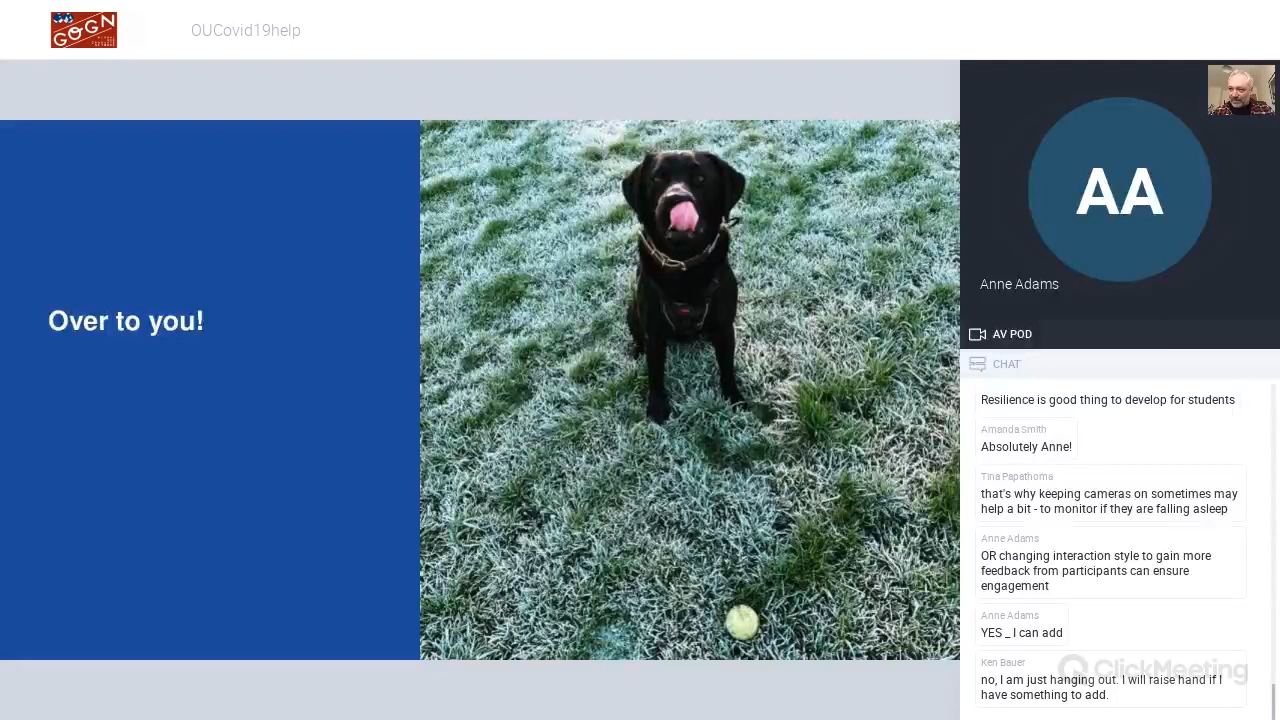 GOGN
OUCovid19help
Over to you!
AA
Anne Adams
AV POD
CHAT
Resilience is good thing to develop for students
Amanda Smith
Absolutely Anne!
Tina Papathoma
that's why keeping cameras on sometimes may
help a bit - to monitor if they are falling asleep
Anne Adams
OR changing interaction style to gain more
feedback from participants can ensure
engagement
Anne Adams
YES _ I can add
Ken Bauer
no, I am just hanging out. I will raise hand if I
have something to add.
ClickMeeting